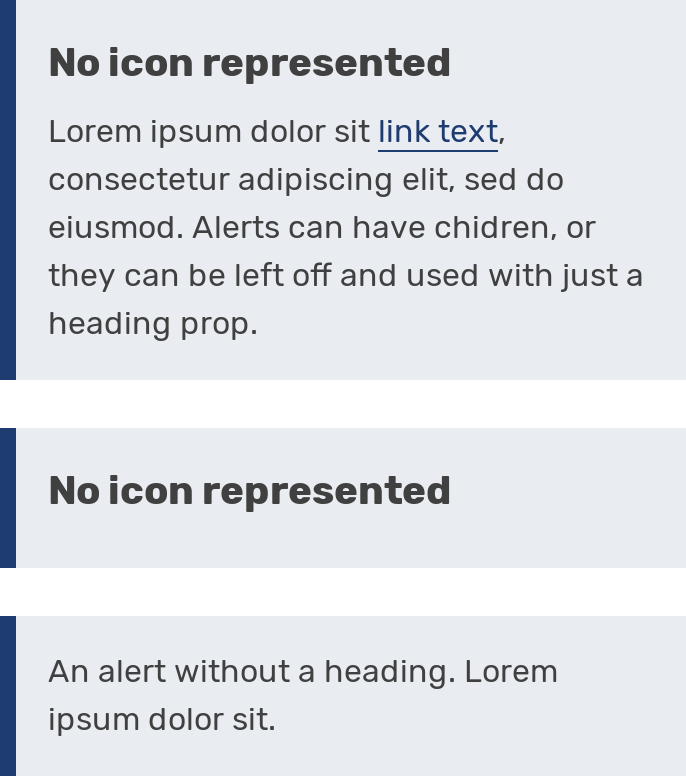 No icon represented
Lorem ipsum dolor sit link text,
consectetur adipiscing elit, sed do
eiusmod. Alerts can have chidren, or
they can be left off and used with just a
heading prop.
No icon represented
An alert without a heading. Lorem
ipsum dolor sit.